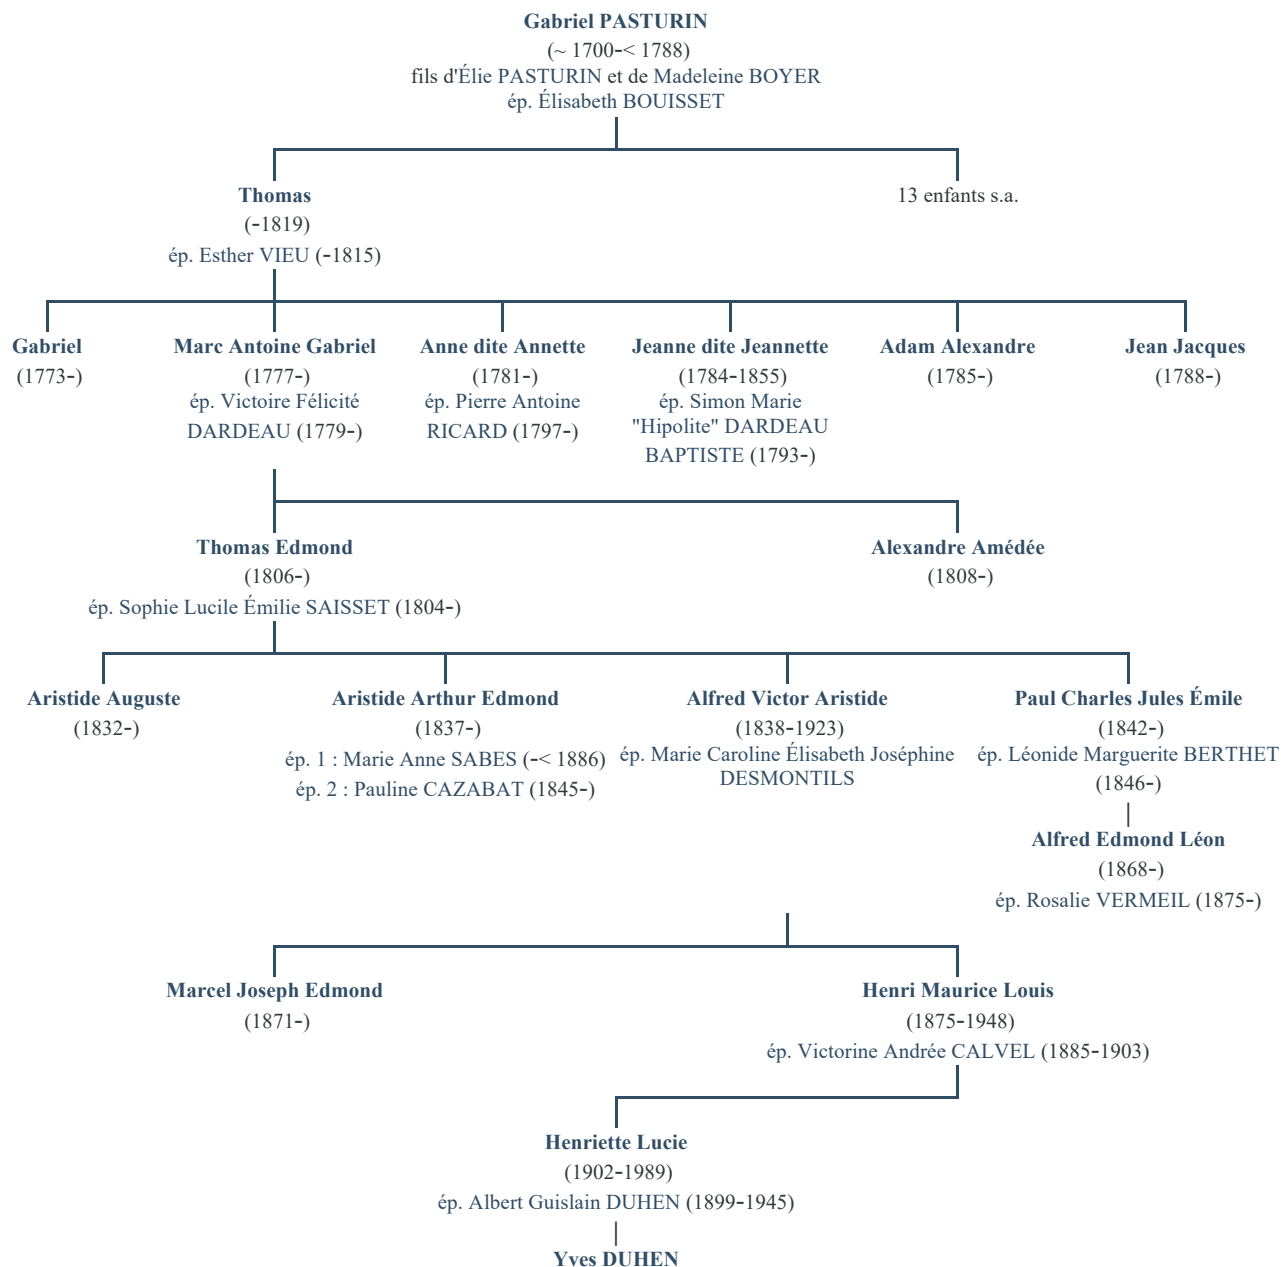 Gabriel PASTURIN
(~ 1700-< 1788)
fils d'Élie PASTURIN et de Madeleine BOYER
ép. Élisabeth BOUISSET
Thomas
(-1819)
ép. Esther VIEU (-1815)
13 enfants s.a.
Gabriel
(1773-)
Marc Antoine Gabriel
(1777-)
ép. Victoire Félicité
DARDEAU (1779-)
Anne dite Annette
(1781-)
ép. Pierre Antoine
RICARD (1797-)
Jeanne dite Jeannette
(1784-1855)
ép. Simon Marie
"Hipolite" DARDEAU
BAPTISTE (1793-)
Adam Alexandre
(1785-)
Jean Jacques
(1788-)
Thomas Edmond
(1806-)
ép. Sophie Lucile Émilie SAISSET (1804-)
Alexandre Amédée
(1808-)
Aristide Auguste
(1832-)
Aristide Arthur Edmond
(1837-)
ép. 1 : Marie Anne SABES (-< 1886)
ép. 2 : Pauline CAZABAT (1845-)
Alfred Victor Aristide
(1838-1923)
ép. Marie Caroline Élisabeth Joséphine
DESMONTILS
Paul Charles Jules Émile
(1842-)
ép. Léonide Marguerite BERTHET
(1846-)
Alfred Edmond Léon
(1868-)
ép. Rosalie VERMEIL (1875-)
Marcel Joseph Edmond
(1871-)
Henri Maurice Louis
(1875-1948)
ép. Victorine Andrée CALVEL (1885-1903)
Henriette Lucie
(1902-1989)
ép. Albert Guislain DUHEN (1899-1945)
Yves DUHEN